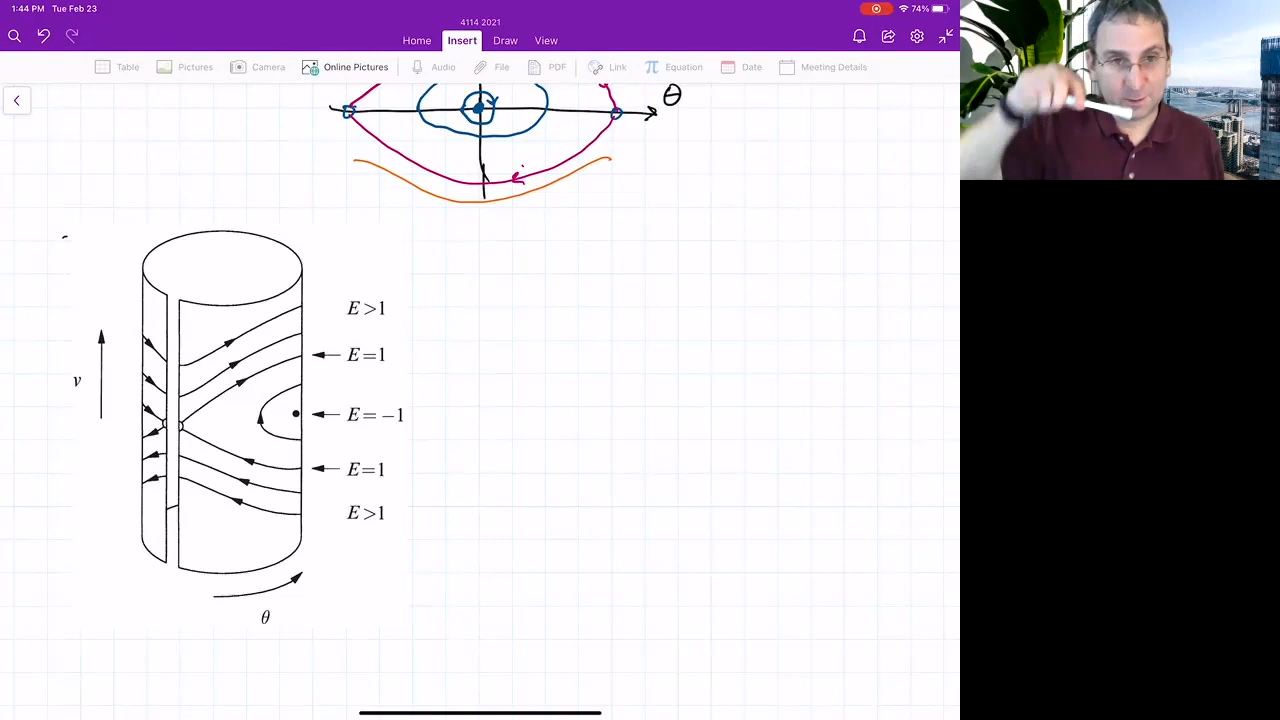 1:44 PM Tue Feb 23
74%
4114 2021
Home Insert Draw View
Table Pictures Camera Online Pictures Audio File PDF Link Equation Date Meeting Details
θ
E>1
E=1
v
E=−1
E=1
E>1
θ